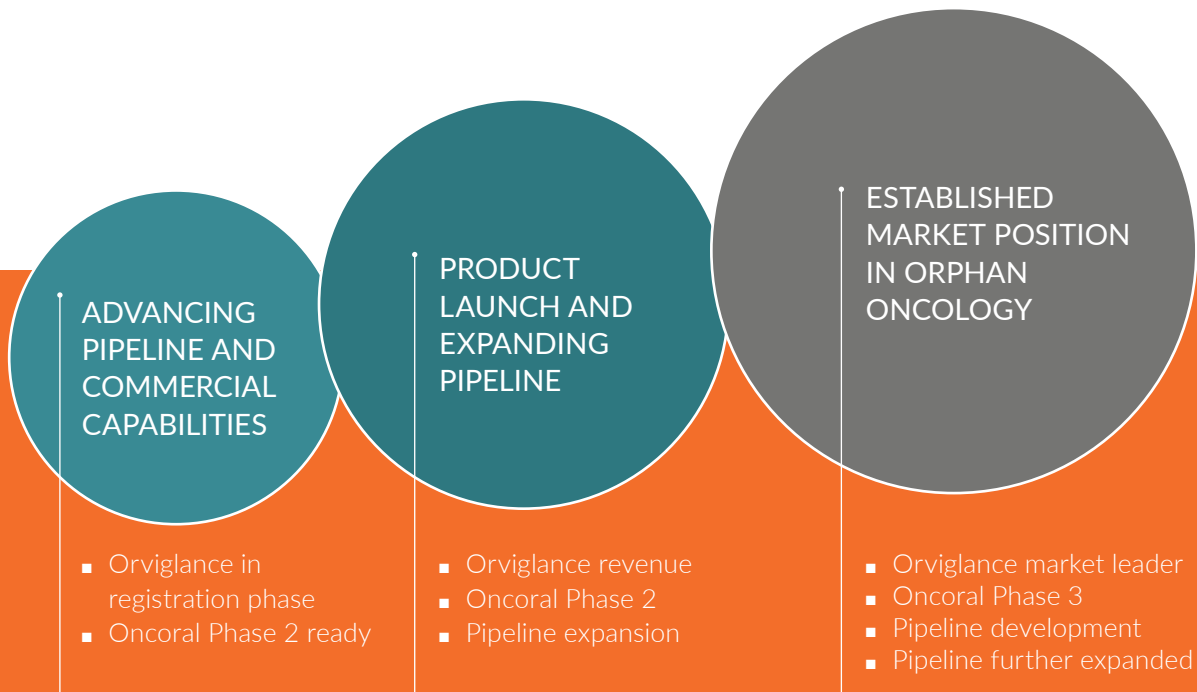 ADVANCING
PIPELINE AND
COMMERCIAL
CAPABILITIES
▪ Orviglance in
registration phase
▪ Oncoral Phase 2 ready
PRODUCT
LAUNCH AND
EXPANDING
PIPELINE
▪ Orviglance revenue
▪ Oncoral Phase 2
▪ Pipeline expansion
ESTABLISHED
MARKET POSITION
IN ORPHAN
ONCOLOGY
▪ Orviglance market leader
▪ Oncoral Phase 3
▪ Pipeline development
▪ Pipeline further expanded